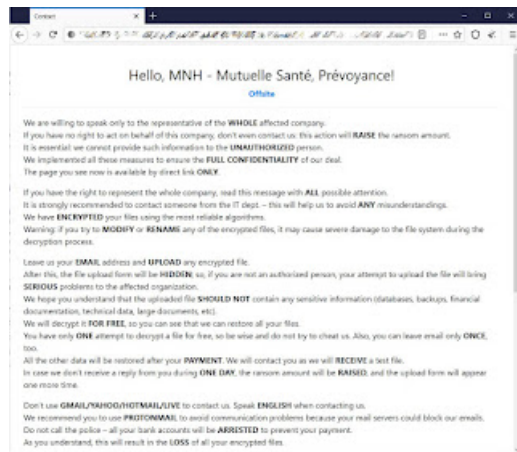 Contact
Hello, MNH - Mutuelle Santé, Prévoyance!
Offsite
We are willing to speak only to the representative of the WHOLE affected company.
If you have no right to act on behalf of this company, don't even contact us: this action will RAISE the ransom amount.
It is essential: we cannot provide such information to the UNAUTHORIZED person.
We implemented all these measures to ensure the FULL CONFIDENTIALITY of our deal.
The page you see now is available by direct link ONLY.
If you have the right to represent the whole company, read this message with ALL possible attention.
It is strongly recommended to contact someone from the IT dept. – this will help us to avoid ANY misunderstandings.
We have ENCRYPTED your files using the most reliable algorithms.
Warning: if you try to MODIFY or RENAME any of the encrypted files, it may cause severe damage to the file system during the
decryption process.
Leave us your EMAIL address and UPLOAD any encrypted file.
After this, the file upload form will be HIDDEN; so, if you are not an authorized person, your attempt to upload the file will bring
SERIOUS problems to the affected organization.
We hope you understand that the uploaded file SHOULD NOT contain any sensitive information (databases, backups, financial
documentation, technical data, large documents, etc).
We will decrypt it FOR FREE, so you can see that we can restore all your files.
You have only ONE attempt to decrypt a file for free, so be wise and do not try to cheat us. Also, you can leave email only ONCE,
too.
All the other data will be restored after your PAYMENT. We will contact you as we will RECEIVE a test file.
In case we don't receive a reply from you during ONE DAY, the ransom amount will be RAISED, and the upload form will appear
one more time.
Don't use GMAIL/YAHOO/HOTMAIL/LIVE to contact us. Speak ENGLISH when contacting us.
We recommend you to use PROTONMAIL to avoid communication problems because your mail servers could block our emails.
Do not call the police – all your bank accounts will be ARRESTED to prevent your payment.
As you understand, this will result in the LOSS of all your encrypted files.